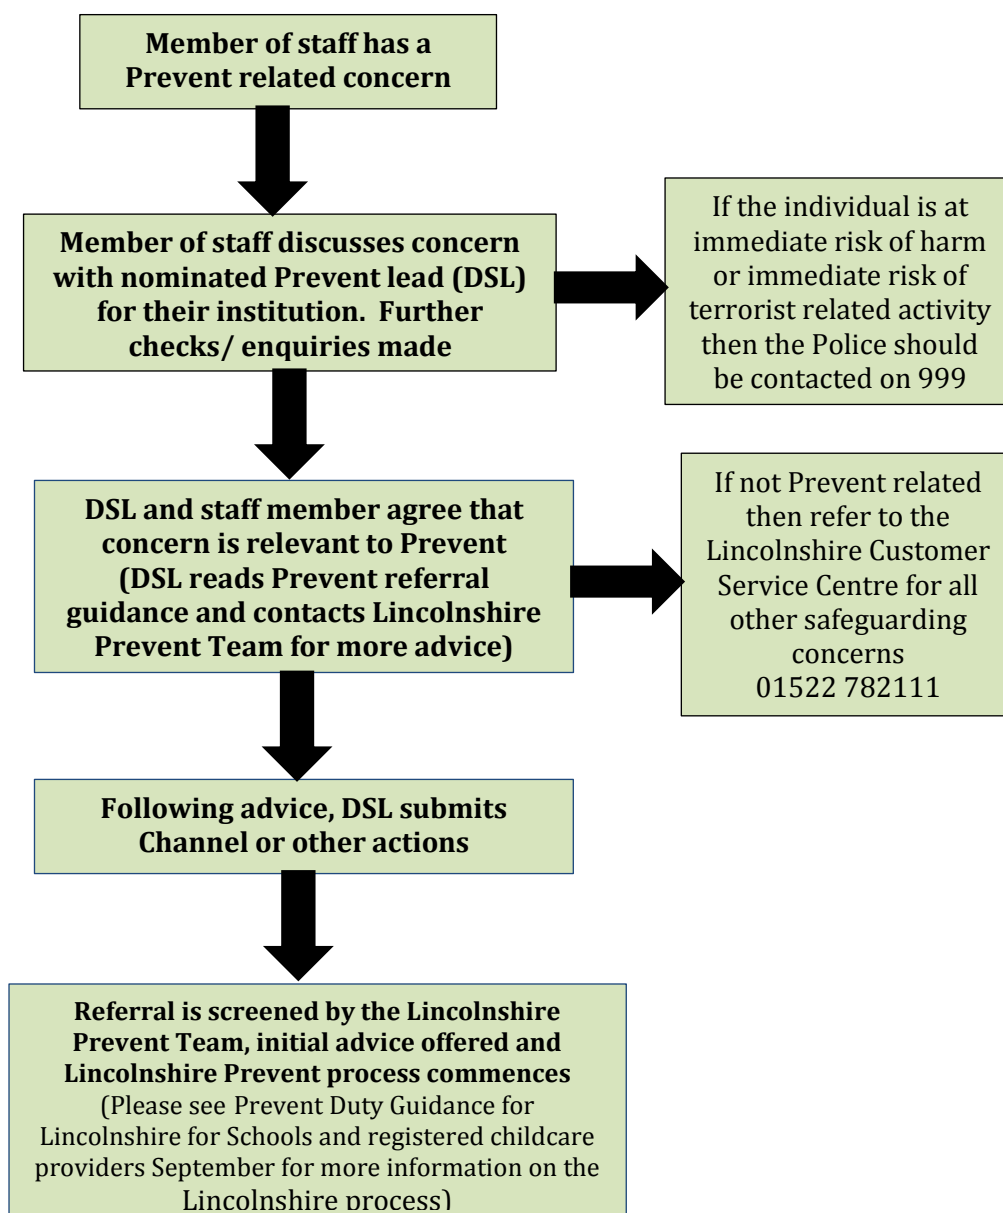 Member of staff has a
Prevent related concern
Member of staff discusses concern
with nominated Prevent lead (DSL)
for their institution.  Further
checks/ enquiries made
If the individual is at
immediate risk of harm
or immediate risk of
terrorist related activity
then the Police should
be contacted on 999
DSL and staff member agree that
concern is relevant to Prevent
(DSL reads Prevent referral
guidance and contacts Lincolnshire
Prevent Team for more advice)
If not Prevent related
then refer to the
Lincolnshire Customer
Service Centre for all
other safeguarding
concerns
01522 782111
Following advice, DSL submits
Channel or other actions
Referral is screened by the Lincolnshire
Prevent Team, initial advice offered and
Lincolnshire Prevent process commences
(Please see Prevent Duty Guidance for
Lincolnshire for Schools and registered childcare
providers September for more information on the
Lincolnshire process)